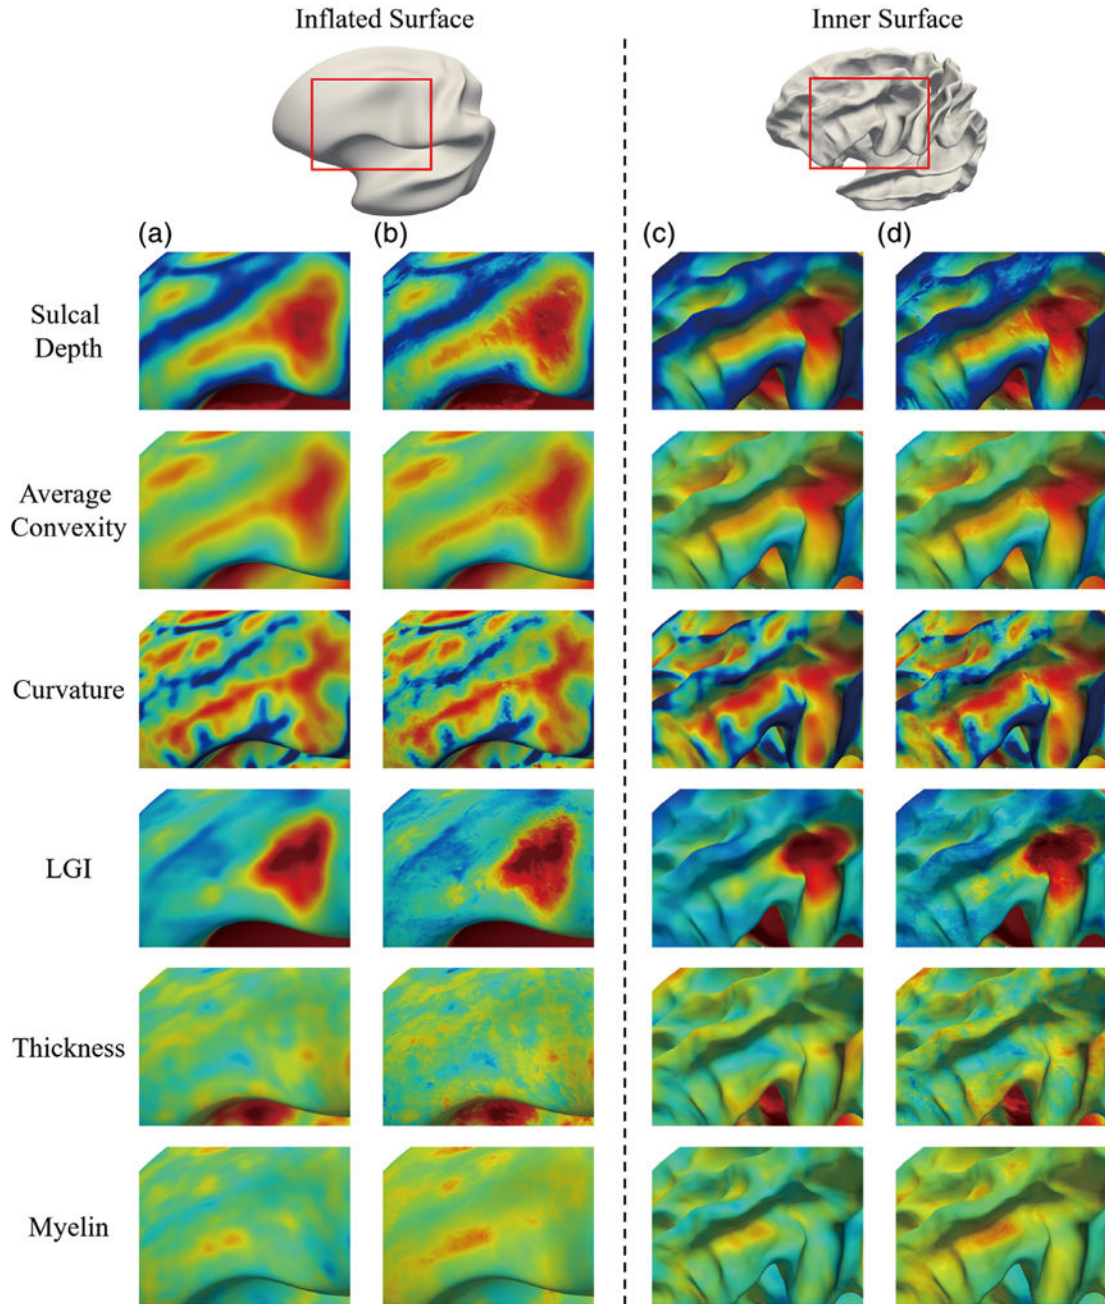 Inflated Surface
Inner Surface
(a)
(b)
(c)
(d)
Sulcal
Depth
Average
Convexity
Curvature
LGI
Thickness
Myelin